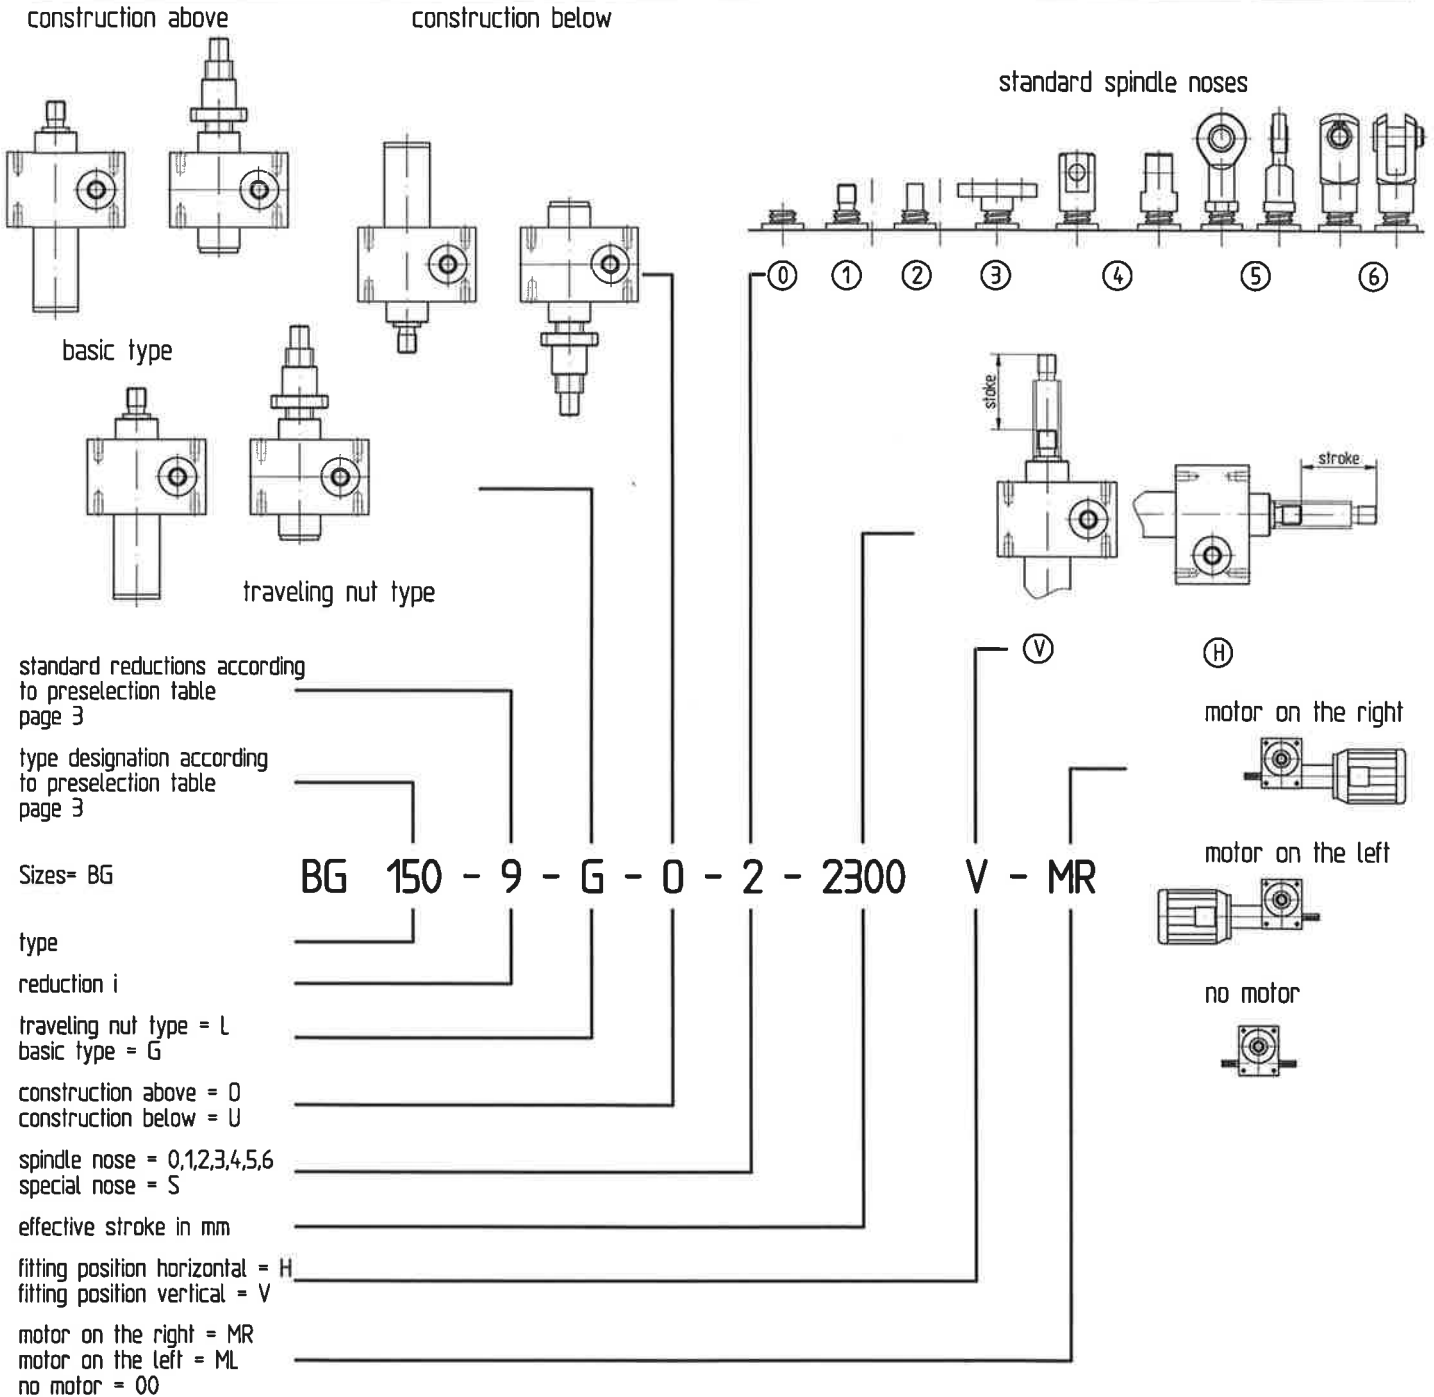 construction above
construction below
standard spindle noses
0 1 2 3 4 5 6
basic type
stoke
stroke
traveling nut type
V
H
standard reductions according
to preselection table
page 3
motor on the right
type designation according
to preselection table
page 3
motor on the left
Sizes= BG
BG 150 - 9 - G - O - 2 - 2300 V - MR
type
reduction i
no motor
traveling nut type = L
basic type = G
construction above = O
construction below = U
spindle nose = 0,1,2,3,4,5,6
special nose = S
effective stroke in mm
fitting position horizontal = H
fitting position vertical = V
motor on the right = MR
motor on the left = ML
no motor = 00